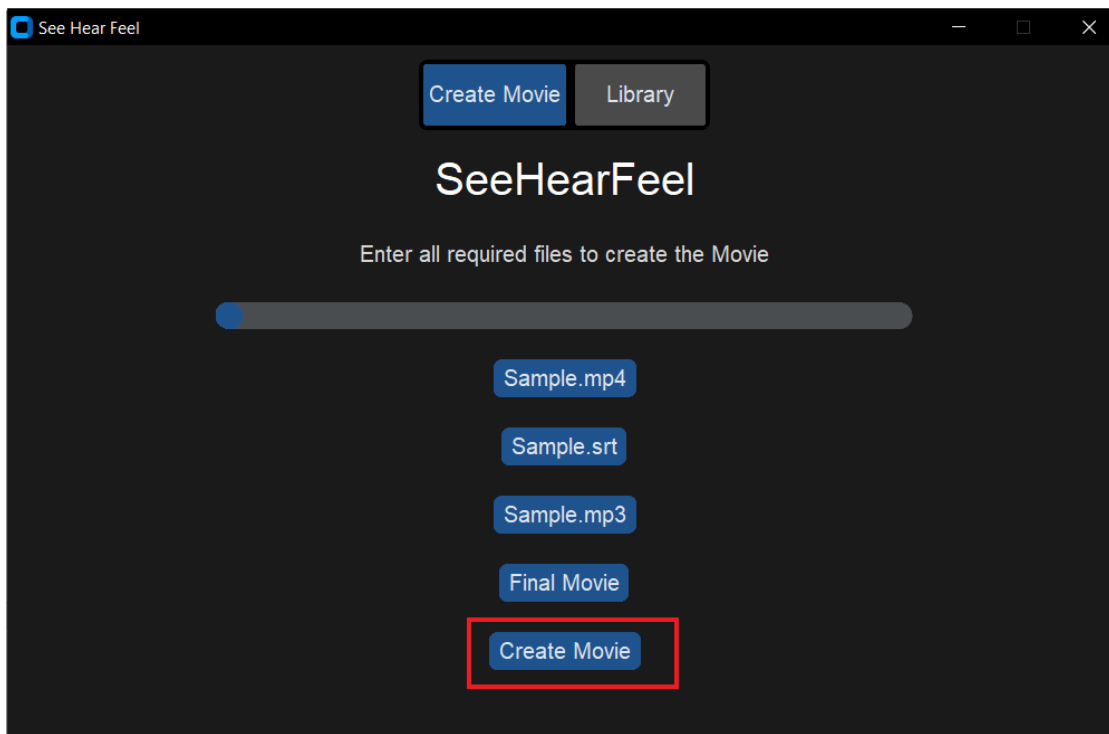 See Hear Feel
Create Movie Library
SeeHearFeel
Enter all required files to create the Movie
Sample.mp4
Sample.srt
Sample.mp3
Final Movie
Create Movie